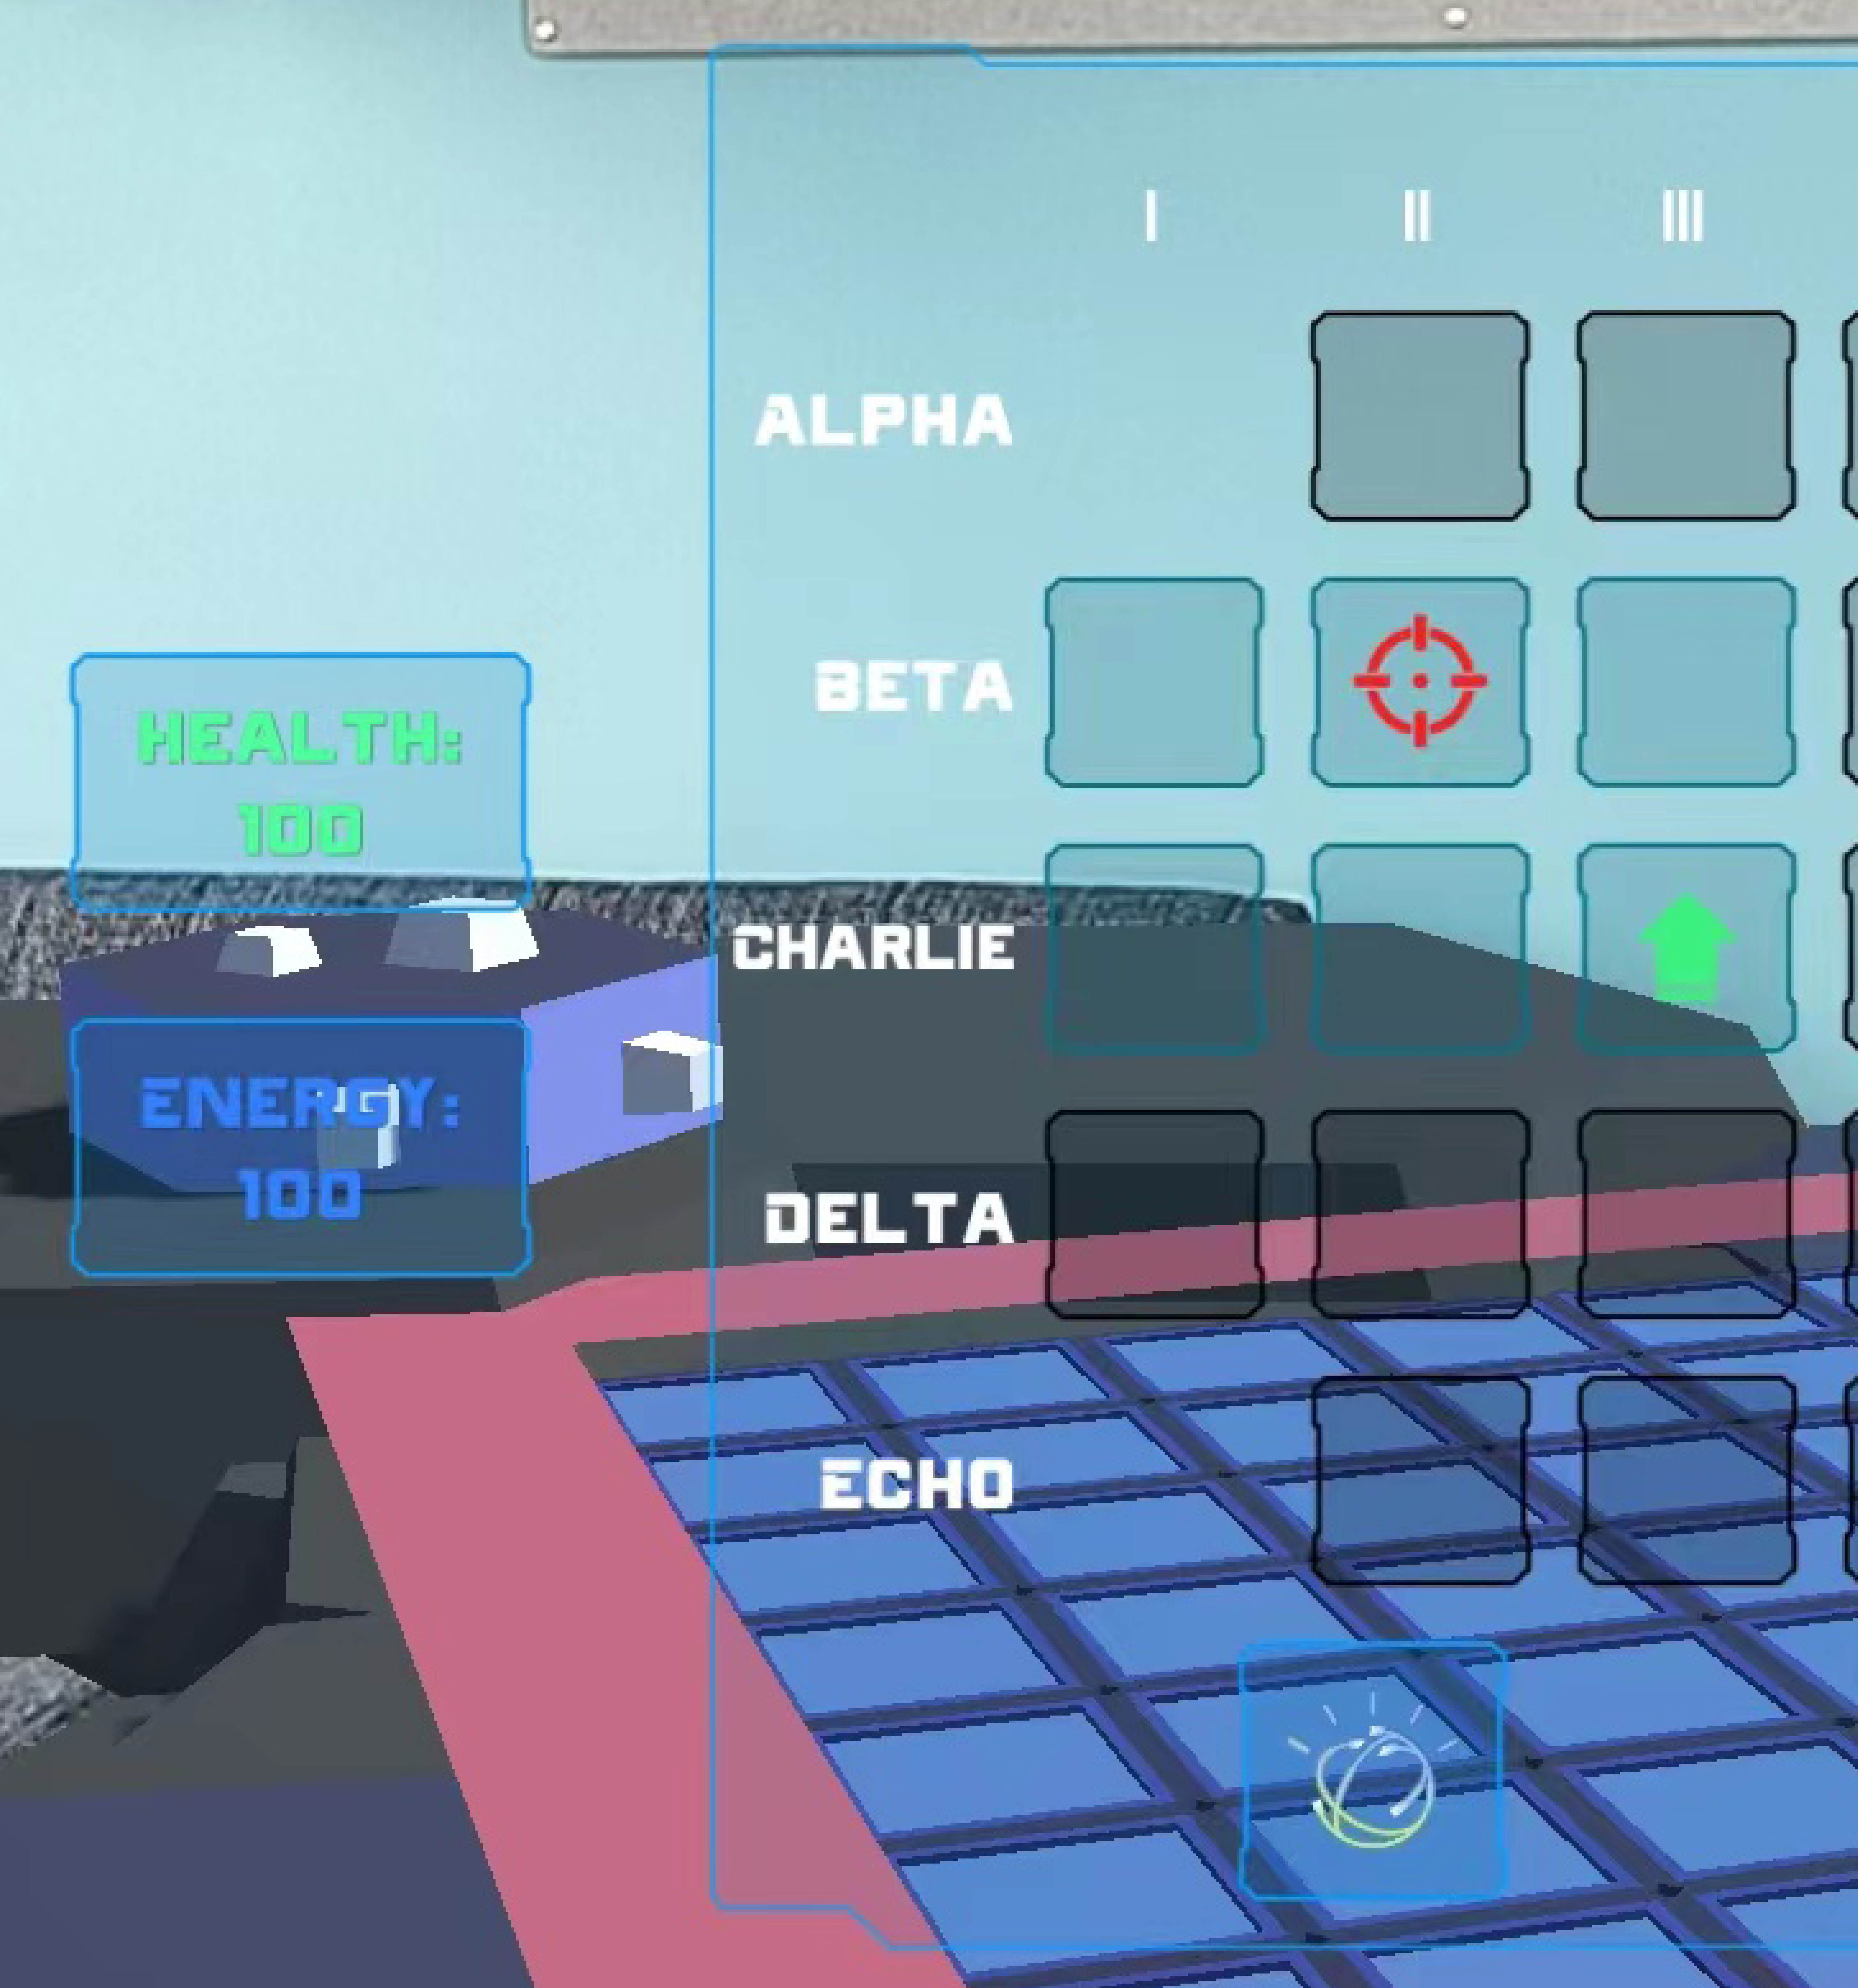 I II III
ALPHA
BETA
HEALTH:
100
CHARLIE
ENERGY:
100
DELTA
ECHO